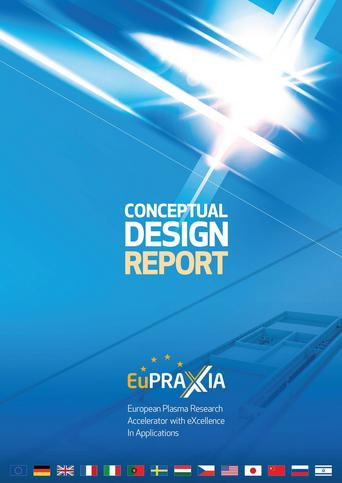 CONCEPTUAL
DESIGN
REPORT
EuPRAXIA
European Plasma Research
Accelerator with eXcellence
In Applications